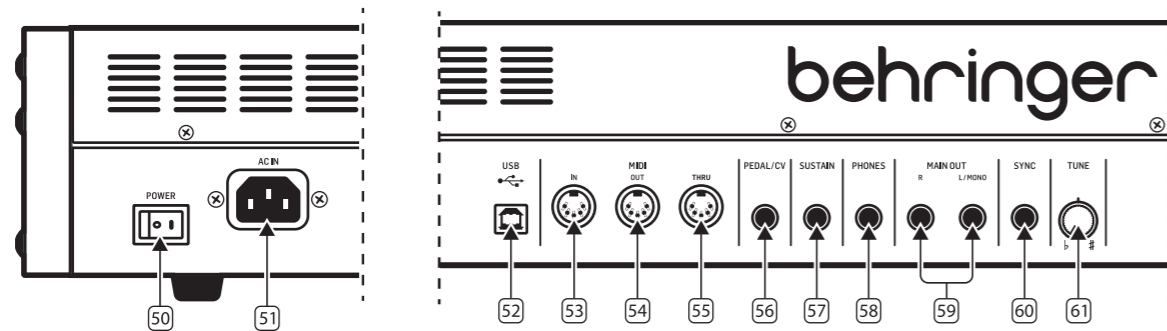 behringer
AC IN
POWER
USB
MIDI
IN
OUT
THRU
PEDAL/CV
SUSTAIN
PHONES
MAIN OUT
R
L/MONO
SYNC
TUNE
♭
#
50
51
52
53
54
55
56
57
58
59
60
61